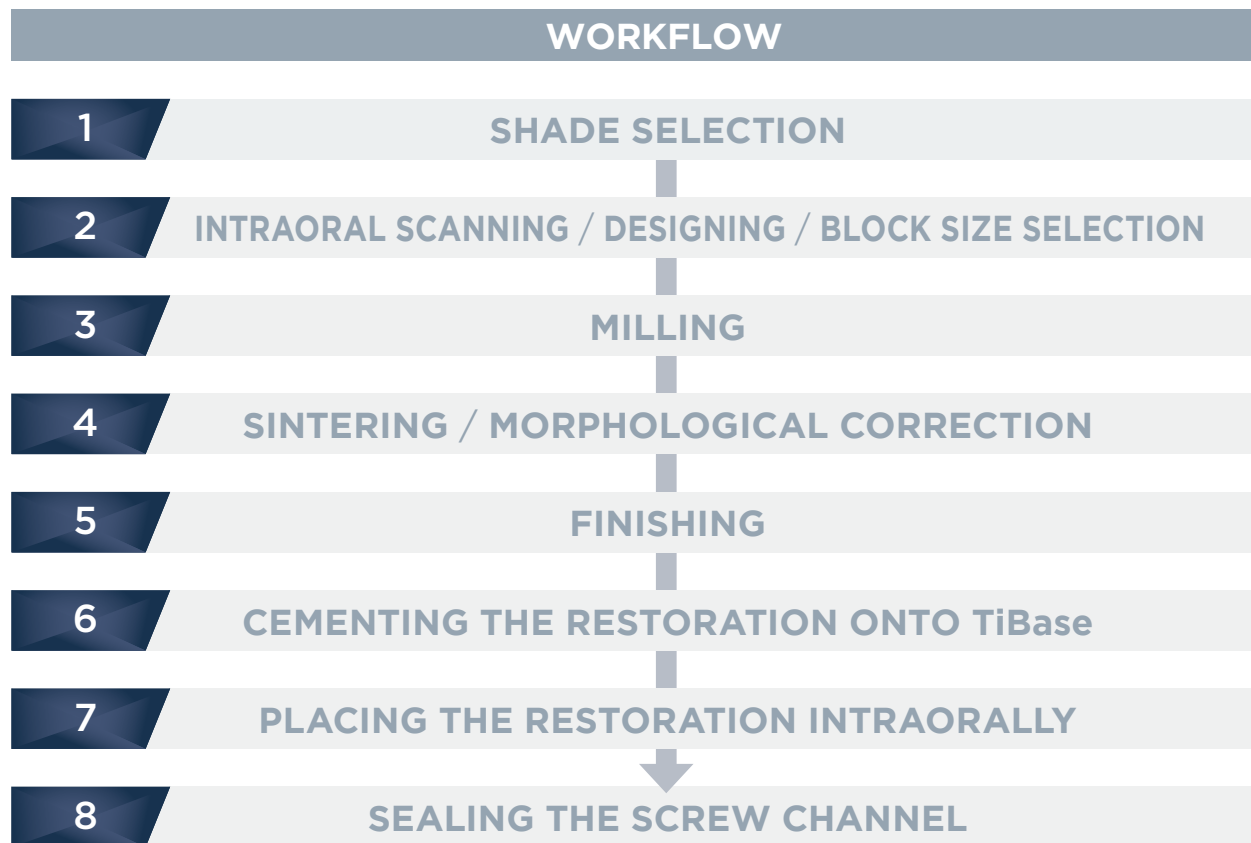 WORKFLOW
1 SHADE SELECTION
2 INTRAORAL SCANNING / DESIGNING / BLOCK SIZE SELECTION
3 MILLING
4 SINTERING / MORPHOLOGICAL CORRECTION
5 FINISHING
6 CEMENTING THE RESTORATION ONTO TiBase
7 PLACING THE RESTORATION INTRAORALLY
8 SEALING THE SCREW CHANNEL